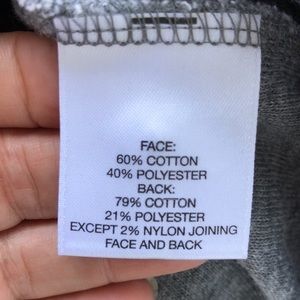 FACE:
60% COTTON
40% POLYESTER
BACK:
79% COTTON
21% POLYESTER
EXCEPT 2% NYLON JOINING
FACE AND BACK